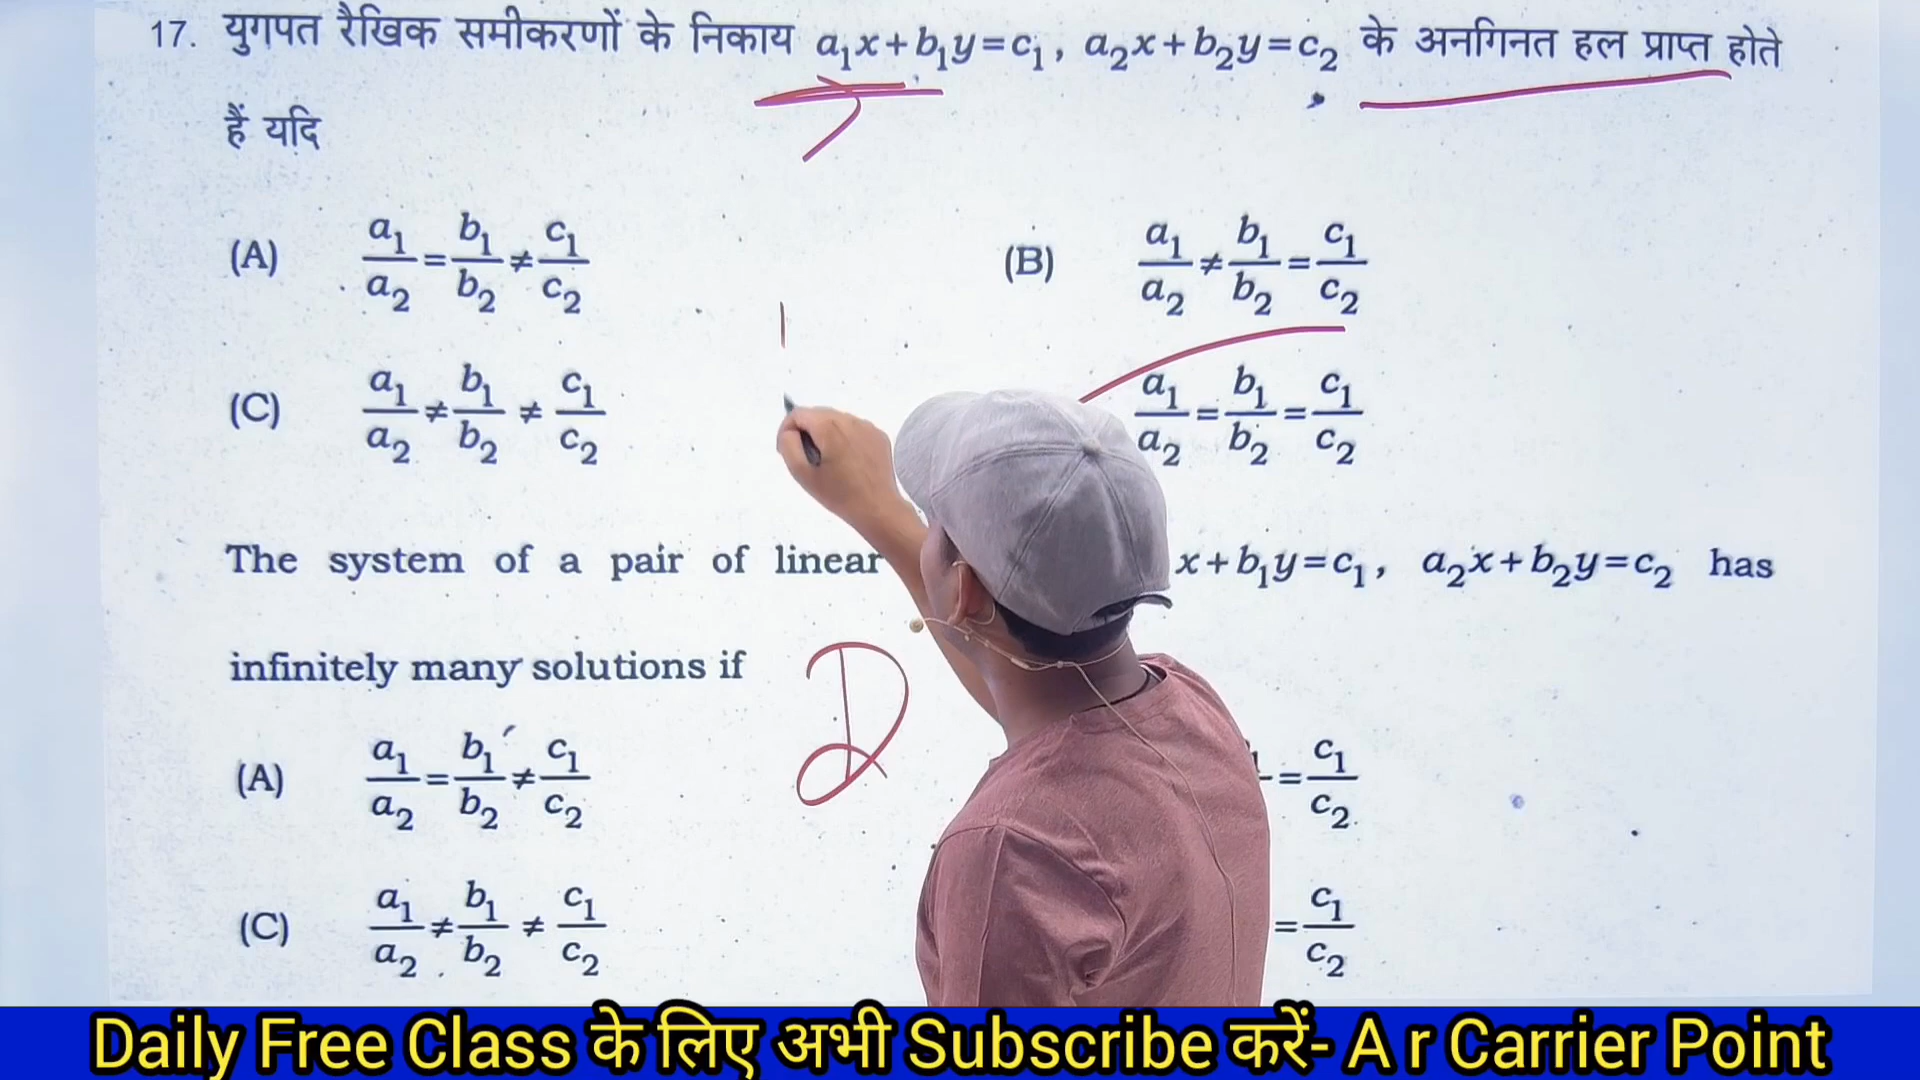 17. युगपत रैखिक समीकरणों के निकाय a₁x+b₁y=c₁, a₂x+b₂y=c₂ के अनगिनत हल प्राप्त होते
हैं यदि
(A) a₁/a₂ = b₁/b₂ ≠ c₁/c₂ (B) a₁/a₂ ≠ b₁/b₂ = c₁/c₂
(C) a₁/a₂ ≠ b₁/b₂ ≠ c₁/c₂ a₁/a₂ = b₁/b₂ = c₁/c₂
The system of a pair of linear x+b₁y=c₁, a₂x+b₂y=c₂ has
infinitely many solutions if
D
(A) a₁/a₂ = b₁/b₂ ≠ c₁/c₂ = c₁/c₂
(C) a₁/a₂ ≠ b₁/b₂ ≠ c₁/c₂ = c₁/c₂
Daily Free Class के लिए अभी Subscribe करें- A r Carrier Point